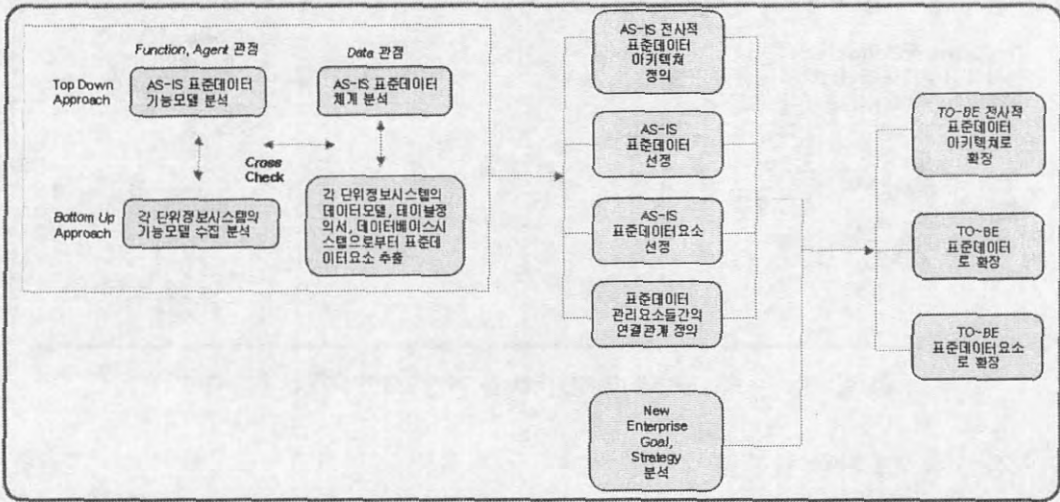 Function, Agent 관점
Data 관점
Top Down
Approach
AS-IS 표준데이터
기능모델 분석
AS-IS 표준데이터
체계 분석
Cross
Check
Bottom Up
Approach
각 단위정보시스템의
기능모델 수집 분석
각 단위정보시스템의
데이터모델, 테이블정
의서, 데이터베이스시
스템으로부터 표준데
이터요소 추출
AS-IS 전사적
표준데이터
아키텍쳐
정의
AS-IS
표준데이터
선정
AS-IS
표준데이터요소
선정
표준데이터
관리요소들간의
연결관계 정의
New
Enterprise
Goal,
Strategy
분석
TO-BE 전사적
표준데이터
아키텍쳐로
확장
TO-BE
표준데이터
로 확장
TO-BE
표준데이터요소
로 확장